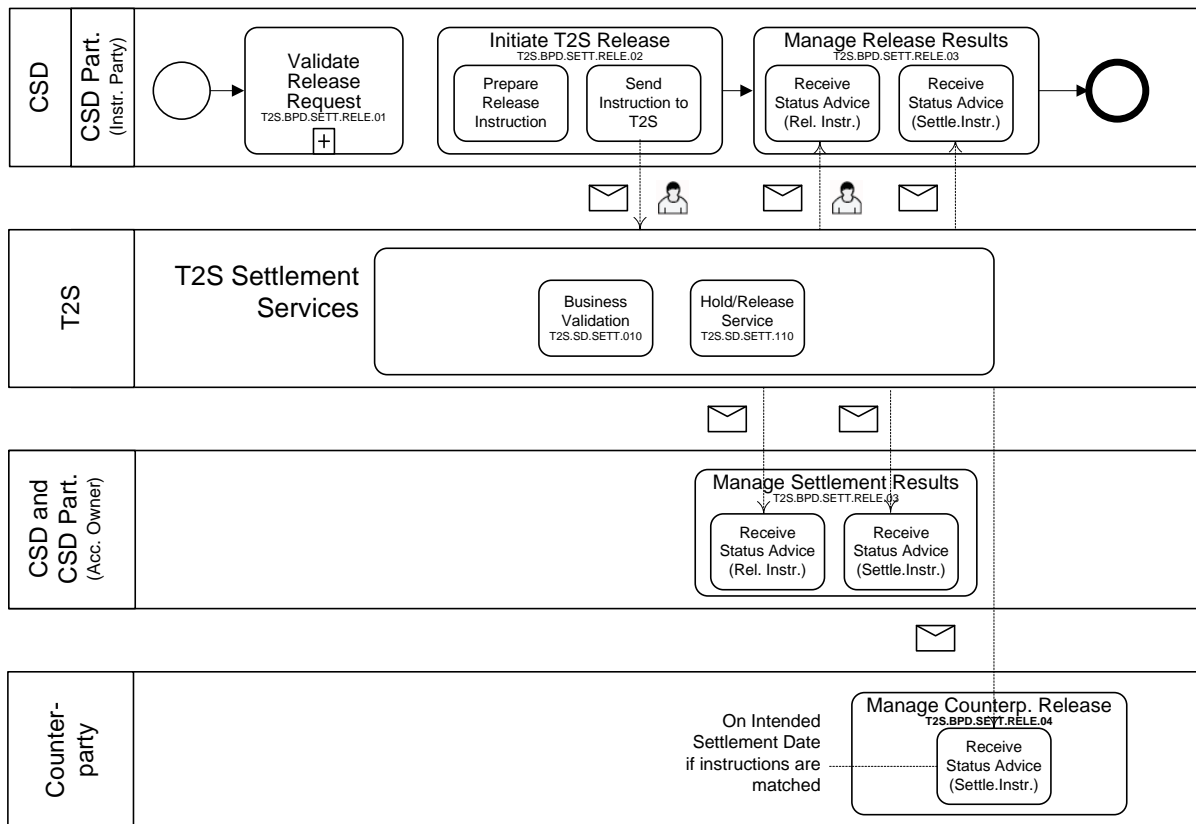 CSD
CSD Part.
(Instr. Party)
Validate
Release
Request
T2S.BPD.SETT.RELE.01
+
Initiate T2S Release
T2S.BPD.SETT.RELE.02
Prepare
Release
Instruction
Send
Instruction to
T2S
Manage Release Results
T2S.BPD.SETT.RELE.03
Receive
Status Advice
(Rel. Instr.)
Receive
Status Advice
(Settle.Instr.)
T2S
T2S Settlement
Services
Business
Validation
T2S.SD.SETT.010
Hold/Release
Service
T2S.SD.SETT.110
CSD and
CSD Part.
(Acc. Owner)
Manage Settlement Results
T2S.BPD.SETT.RELE.03
Receive
Status Advice
(Rel. Instr.)
Receive
Status Advice
(Settle.Instr.)
Counter-
party
On Intended
Settlement Date
if instructions are
matched
Manage Counterp. Release
T2S.BPD.SETT.RELE.04
Receive
Status Advice
(Settle.Instr.)